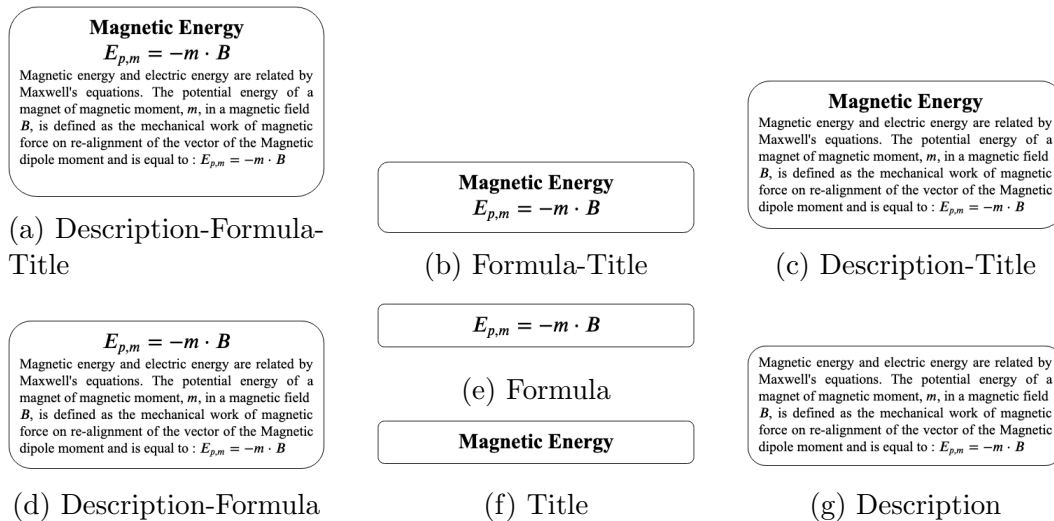 Magnetic Energy
E_{p,m} = −m · B
Magnetic energy and electric energy are related by
Maxwell's equations. The potential energy of a
magnet of magnetic moment, m, in a magnetic field
B, is defined as the mechanical work of magnetic
force on re-alignment of the vector of the Magnetic
dipole moment and is equal to : E_{p,m} = −m · B
(a) Description-Formula-
Title
Magnetic Energy
E_{p,m} = −m · B
(b) Formula-Title
Magnetic Energy
Magnetic energy and electric energy are related by
Maxwell's equations. The potential energy of a
magnet of magnetic moment, m, in a magnetic field
B, is defined as the mechanical work of magnetic
force on re-alignment of the vector of the Magnetic
dipole moment and is equal to : E_{p,m} = −m · B
(c) Description-Title
E_{p,m} = −m · B
Magnetic energy and electric energy are related by
Maxwell's equations. The potential energy of a
magnet of magnetic moment, m, in a magnetic field
B, is defined as the mechanical work of magnetic
force on re-alignment of the vector of the Magnetic
dipole moment and is equal to : E_{p,m} = −m · B
(d) Description-Formula
E_{p,m} = −m · B
(e) Formula
Magnetic Energy
(f) Title
Magnetic energy and electric energy are related by
Maxwell's equations. The potential energy of a
magnet of magnetic moment, m, in a magnetic field
B, is defined as the mechanical work of magnetic
force on re-alignment of the vector of the Magnetic
dipole moment and is equal to : E_{p,m} = −m · B
(g) Description